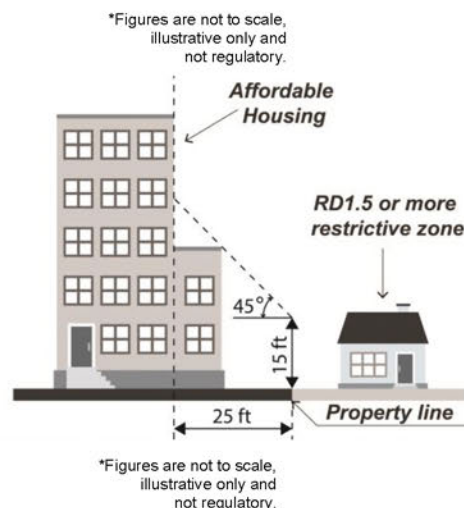 *Figures are not to scale,
illustrative only and
not regulatory.
Affordable
Housing
RD1.5 or more
restrictive zone
45°
15 ft
25 ft
Property line
*Figures are not to scale,
illustrative only and
not regulatory.